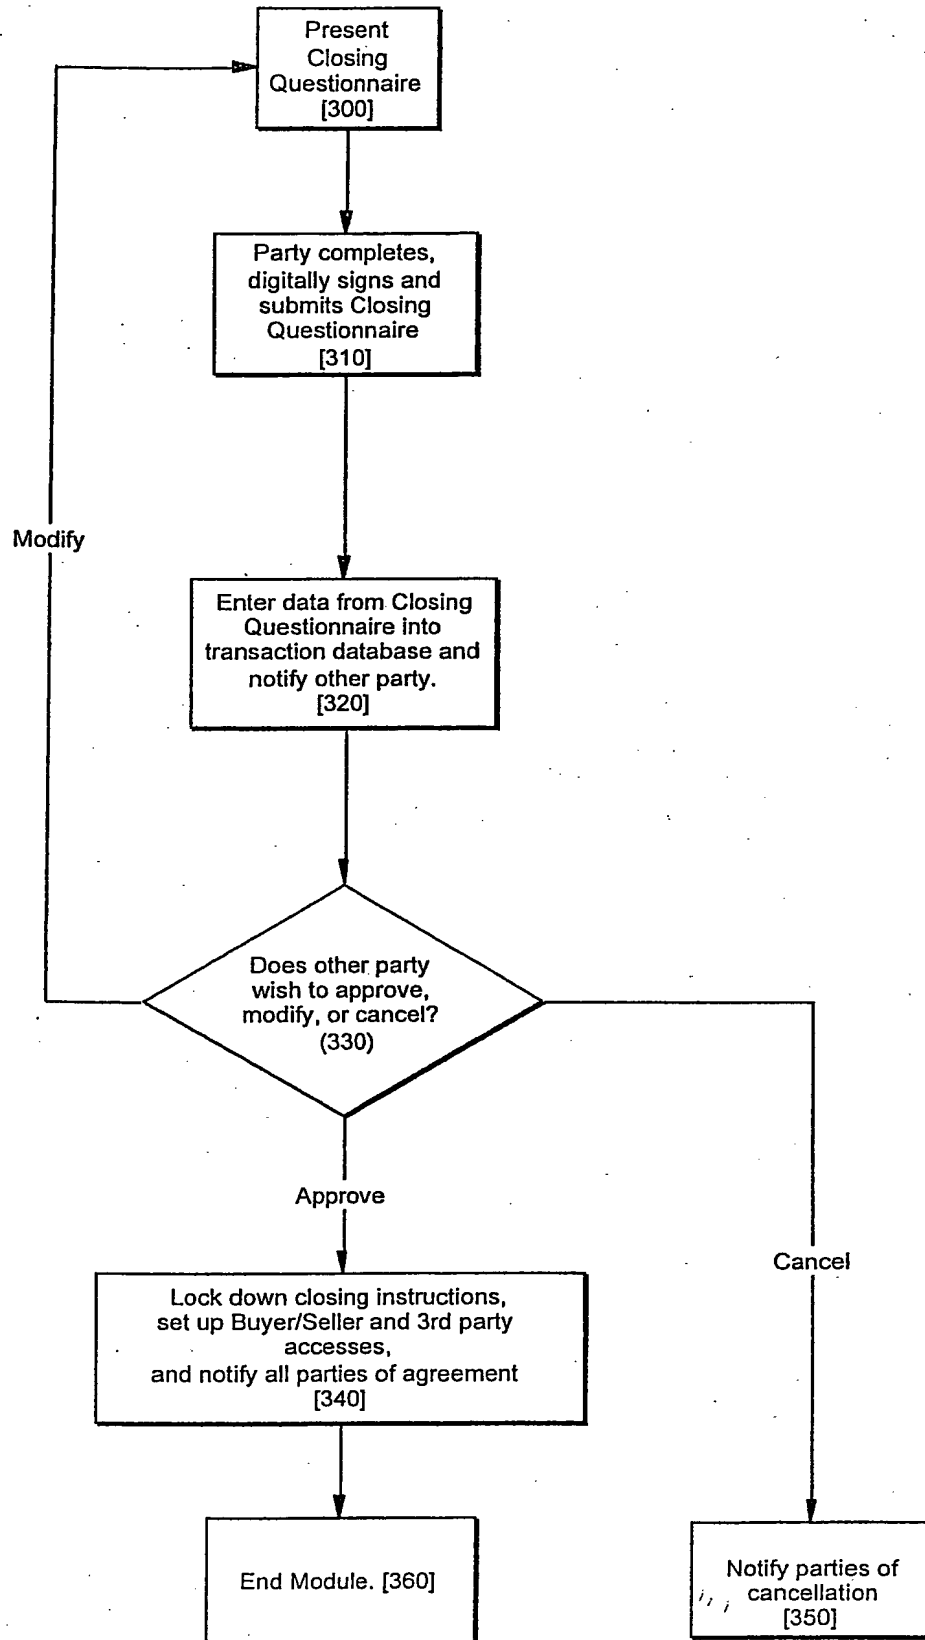 Present
Closing
Questionnaire
[300]
Party completes,
digitally signs and
submits Closing
Questionnaire
[310]
Modify
Enter data from Closing
Questionnaire into
transaction database and
notify other party.
[320]
Does other party
wish to approve,
modify, or cancel?
(330)
Approve
Cancel
Lock down closing instructions,
set up Buyer/Seller and 3rd party
accesses,
and notify all parties of agreement
[340]
End Module. [360]
Notify parties of
cancellation
[350]